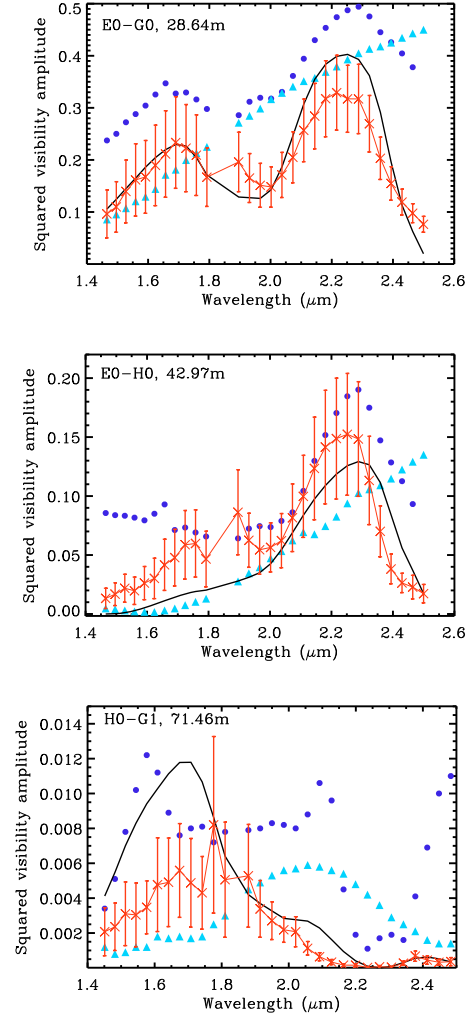 E0-G0, 28.64m
Squared visibility amplitude
0.5
0.4
0.3
0.2
0.1
1.4 1.6 1.8 2.0 2.2 2.4 2.6
Wavelength (μm)
E0-H0, 42.97m
Squared visibility amplitude
0.20
0.15
0.10
0.05
0.00
1.4 1.6 1.8 2.0 2.2 2.4 2.6
Wavelength (μm)
H0-G1, 71.46m
Squared visibility amplitude
0.014
0.012
0.010
0.008
0.006
0.004
0.002
1.4 1.6 1.8 2.0 2.2 2.4
Wavelength (μm)